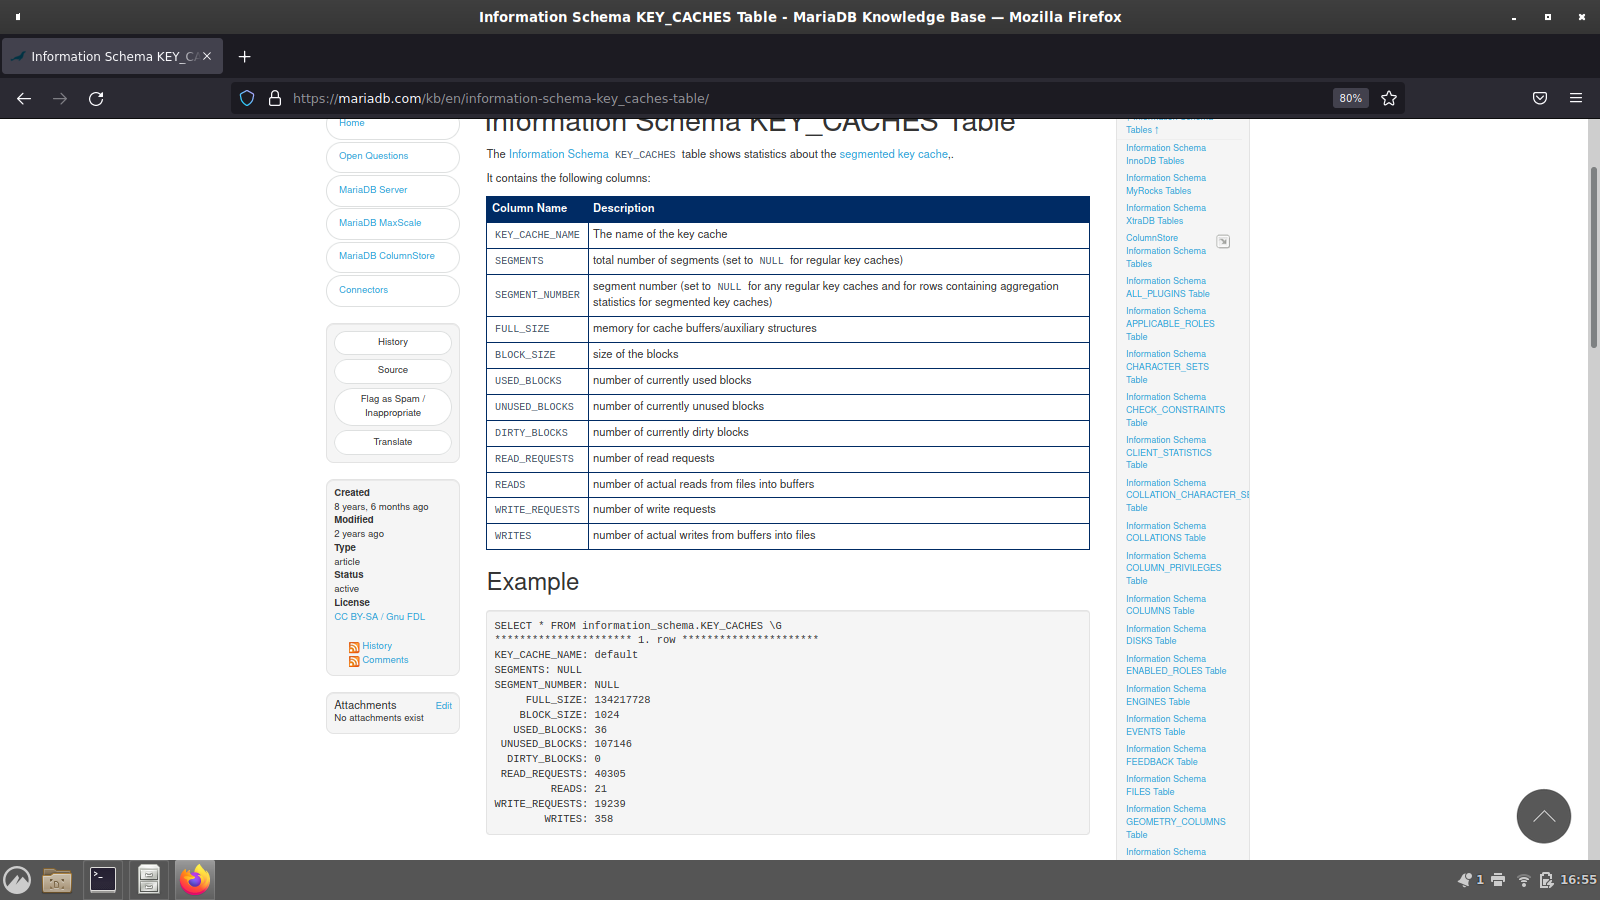 Information Schema KEY_CACHES Table - MariaDB Knowledge Base — Mozilla Firefox
Information Schema KEY_CA
https://mariadb.com/kb/en/information-schema-key_caches-table/
80%
Home
Open Questions
MariaDB Server
MariaDB MaxScale
MariaDB ColumnStore
Connectors
History
Source
Flag as Spam /
Inappropriate
Translate
Created
8 years, 6 months ago
Modified
2 years ago
Type
article
Status
active
License
CC BY-SA / Gnu FDL
History
Comments
Attachments Edit
No attachments exist
Information Schema KEY_CACHES Table
The Information Schema KEY_CACHES table shows statistics about the segmented key cache,.
It contains the following columns:
Column Name Description
KEY_CACHE_NAME The name of the key cache
SEGMENTS total number of segments (set to NULL for regular key caches)
SEGMENT_NUMBER segment number (set to NULL for any regular key caches and for rows containing aggregation
statistics for segmented key caches)
FULL_SIZE memory for cache buffers/auxiliary structures
BLOCK_SIZE size of the blocks
USED_BLOCKS number of currently used blocks
UNUSED_BLOCKS number of currently unused blocks
DIRTY_BLOCKS number of currently dirty blocks
READ_REQUESTS number of read requests
READS number of actual reads from files into buffers
WRITE_REQUESTS number of write requests
WRITES number of actual writes from buffers into files
Example
SELECT * FROM information_schema.KEY_CACHES \G
********************** 1. row **********************
KEY_CACHE_NAME: default
SEGMENTS: NULL
SEGMENT_NUMBER: NULL
FULL_SIZE: 134217728
BLOCK_SIZE: 1024
USED_BLOCKS: 36
UNUSED_BLOCKS: 107146
DIRTY_BLOCKS: 0
READ_REQUESTS: 40305
READS: 21
WRITE_REQUESTS: 19239
WRITES: 358
Information Schema
Tables ↑
Information Schema
InnoDB Tables
Information Schema
MyRocks Tables
Information Schema
XtraDB Tables
ColumnStore
Information Schema
Tables
Information Schema
ALL_PLUGINS Table
Information Schema
APPLICABLE_ROLES
Table
Information Schema
CHARACTER_SETS
Table
Information Schema
CHECK_CONSTRAINTS
Table
Information Schema
CLIENT_STATISTICS
Table
Information Schema
COLLATION_CHARACTER_SE
Table
Information Schema
COLLATIONS Table
Information Schema
COLUMN_PRIVILEGES
Table
Information Schema
COLUMNS Table
Information Schema
DISKS Table
Information Schema
ENABLED_ROLES Table
Information Schema
ENGINES Table
Information Schema
EVENTS Table
Information Schema
FEEDBACK Table
Information Schema
FILES Table
Information Schema
GEOMETRY_COLUMNS
Table
Information Schema
1
16:55